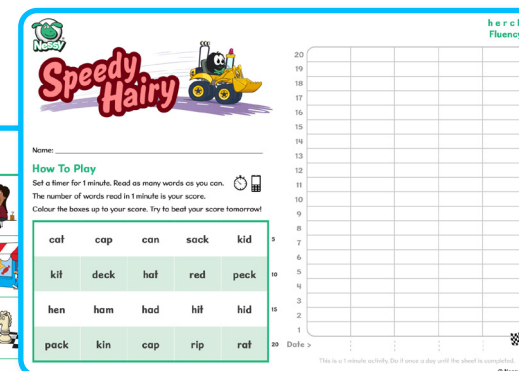 Nessy
Speedy
Hairy
Name:
How To Play
Set a timer for 1 minute. Read as many words as you can.
The number of words read in 1 minute is your score.
Colour the boxes up to your score. Try to beat your score tomorrow!
cat cap can sack kid 5
kit deck hat red peck 10
hen ham had hit hid 15
pack kin cap rip rat 20
h e r c
Fluency
20
19
18
17
16
15
14
13
12
11
10
9
8
7
6
5
4
3
2
1
Date >
This is a 1 minute activity. Do it once a day until the sheet is completed.